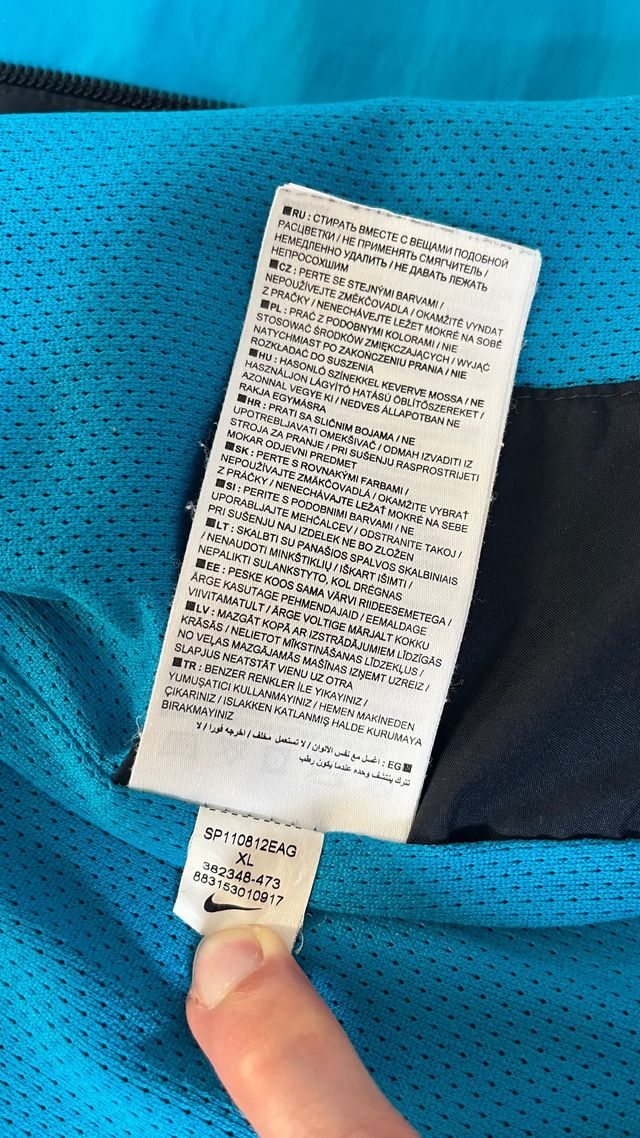 RU : СТИРАТЬ ВМЕСТЕ С ВЕЩАМИ ПОДОБНОЙ
РАСЦВЕТКИ / НЕ ПРИМЕНЯТЬ СМЯГЧИТЕЛЬ /
НЕМЕДЛЕННО УДАЛИТЬ / НЕ ДАВАТЬ ЛЕЖАТЬ
НЕПРОСОХШИМ
CZ : PERTE SE STEJNÝMI BARVAMI /
NEPOUŽÍVEJTE ZMĚKČOVADLA / OKAMŽITĚ VYNDAT
Z PRAČKY / NENECHÁVEJTE LEŽET MOKRÉ NA SOBĚ
PL : PRAĆ Z PODOBNYMI KOLORAMI / NIE
STOSOWAĆ ŚRODKÓW ZMIĘKCZAJĄCYCH / WYJĄĆ
NATYCHMIAST PO ZAKOŃCZENIU PRANIA / NIE
ROZKŁADAĆ DO SUSZENIA
HU : HASONLÓ SZÍNEKKEL KEVERVE MOSSA / NE
HASZNÁLJON LÁGYÍTÓ HATÁSÚ ÖBLÍTŐSZEREKET /
AZONNAL VEGYE KI / NEDVES ÁLLAPOTBAN NE
RAKJA EGYMÁSRA
HR : PRATI SA SLIČNIM BOJAMA / NE
UPOTREBLJAVATI OMEKŠIVAČ / ODMAH IZVADITI IZ
STROJA ZA PRANJE / PRI SUŠENJU RASPROSTRIJETI
MOKAR ODJEVNI PREDMET
SK : PERTE S ROVNAKÝMI FARBAMI /
NEPOUŽÍVAJTE ZMÄKČOVADLÁ / OKAMŽITE VYBRAŤ
Z PRÁČKY / NENECHÁVAJTE LEŽAŤ MOKRÉ NA SEBE
SI : PERITE S PODOBNIMI BARVAMI / NE
UPORABLJAJTE MEHČALCEV / ODSTRANITE TAKOJ /
PRI SUŠENJU NAJ IZDELEK NE BO ZLOŽEN
LT : SKALBTI SU PANAŠIOS SPALVOS SKALBINIAIS
/ NENAUDOTI MINKŠTIKLIŲ / IŠKART IŠIMTI /
NEPALIKTI SULANKSTYTO, KOL DRĖGNAS
EE : PESKE KOOS SAMA VÄRVI RIIDEESEMETEGA /
ÄRGE KASUTAGE PEHMENDAJAID / EEMALDAGE
VIIVITAMATULT / ÄRGE VOLTIGE MÄRJALT KOKKU
LV : MAZGĀT KOPĀ AR IZSTRĀDĀJUMIEM LĪDZĪGĀS
KRĀSĀS / NELIETOT MĪKSTINĀŠANAS LĪDZEKĻUS /
NO VEĻAS MAZGĀJAMĀS MAŠĪNAS IZŅEMT UZREIZ /
SLAPJUS NEATSTĀT VIENU UZ OTRA
TR : BENZER RENKLER İLE YIKAYINIZ /
YUMUŞATICI KULLANMAYINIZ / HEMEN MAKİNEDEN
ÇIKARINIZ / ISLAKKEN KATLANMIŞ HALDE KURUMAYA
BIRAKMAYINIZ
EG : اغسل مع نفس الألوان / لا تستعمل مخلف / اخرجه فورا / لا
تترك ينتشف وحده عندما يكون رطب
SP110812EAG
XL
382348-473
883153010917